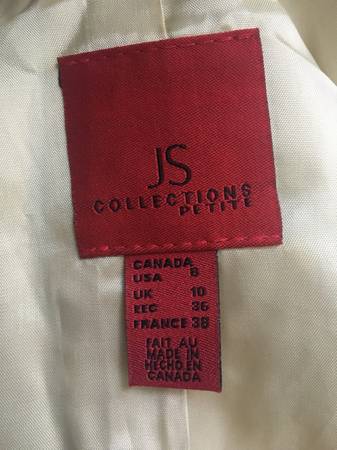 JS
COLLECTIONS
PETITE
CANADA
USA 8
UK 10
EEC 36
FRANCE 38
FAIT AU
MADE IN
HECHO EN
CANADA